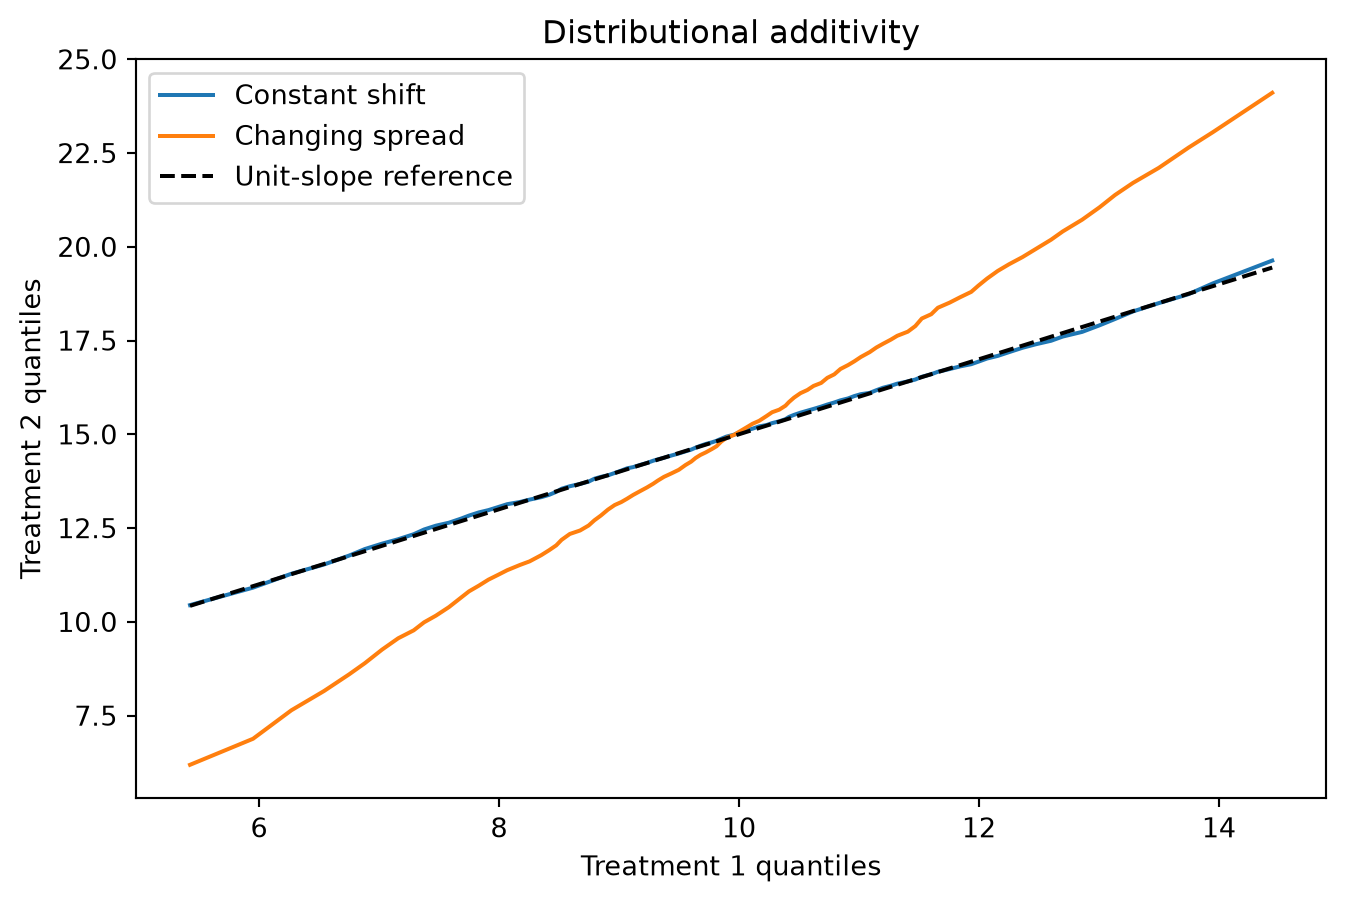 Distributional additivity
25.0
22.5
20.0
17.5
15.0
12.5
10.0
7.5
Treatment 2 quantiles
Constant shift
Changing spread
Unit-slope reference
6
8
10
12
14
Treatment 1 quantiles